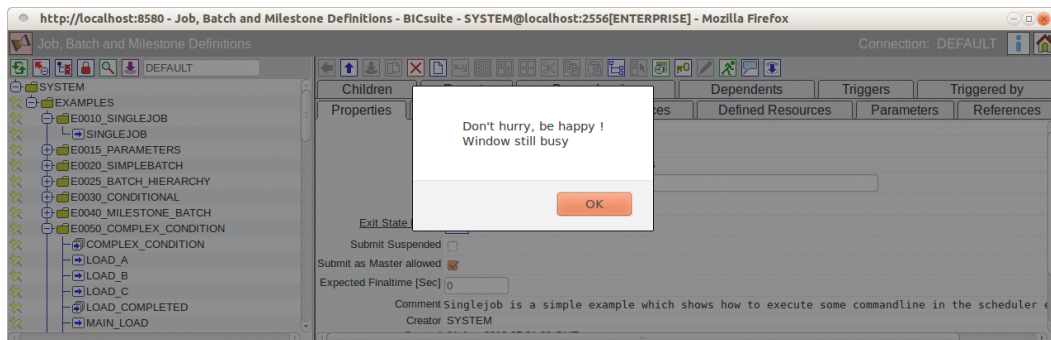 http://localhost:8580 - Job, Batch and Milestone Definitions - BICsuite - SYSTEM@localhost:2556[ENTERPRISE] - Mozilla Firefox
Job, Batch and Milestone Definitions
Connection: DEFAULT
DEFAULT
SYSTEM
EXAMPLES
E0010_SINGLEJOB
SINGLEJOB
E0015_PARAMETERS
E0020_SIMPLEBATCH
E0025_BATCH_HIERARCHY
E0030_CONDITIONAL
E0040_MILESTONE_BATCH
E0050_COMPLEX_CONDITION
COMPLEX_CONDITION
LOAD_A
LOAD_B
LOAD_C
LOAD_COMPLETED
MAIN_LOAD
Children Dependents Triggers Triggered by
Properties Defined Resources Parameters References
Don't hurry, be happy !
Window still busy
OK
Exit State
Submit Suspended
Submit as Master allowed
Expected Finaltime [Sec] 0
Comment Singlejob is a simple example which shows how to execute some commandline in the scheduler
Creator SYSTEM